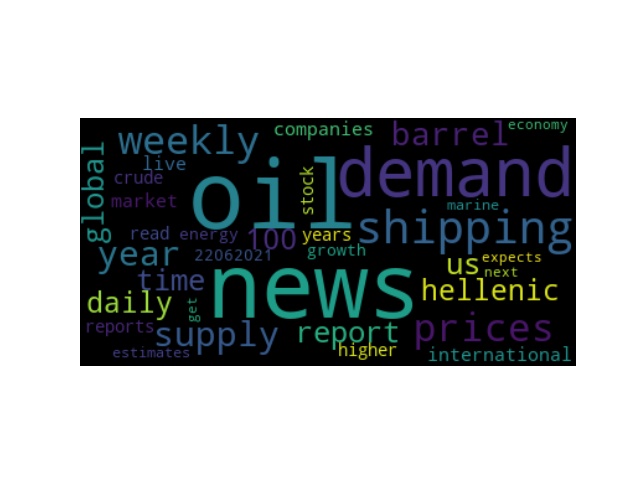 companies
economy
weekly
barrel
live
stock
demand
crude
global
oil
market
marine
shipping
read
energy
100
years
year
22062021
growth
us
expects
next
time
news
hellenic
daily
get
reports
supply
report
prices
higher
estimates
international